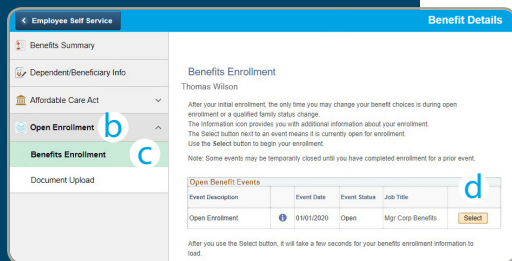 Employee Self Service
Benefit Details
Benefits Summary
Dependent/Beneficiary Info
Affordable Care Act
Open Enrollment b
Benefits Enrollment c
Document Upload
Benefits Enrollment
Thomas Wilson
After your initial enrollment, the only time you may change your benefit choices is during open
enrollment or a qualified family status change.
The Information icon provides you with additional information about your enrollment.
The Select button next to an event means it is currently open for enrollment.
Use the Select button to begin your enrollment.
Note: Some events may be temporarily closed until you have completed enrollment for a prior event.
Open Benefit Events
d
Event Description Event Date Event Status Job Title
Open Enrollment 01/01/2020 Open Mgr Corp Benefits Select
After you use the Select button, it will take a few seconds for your benefits enrollment information to
load.